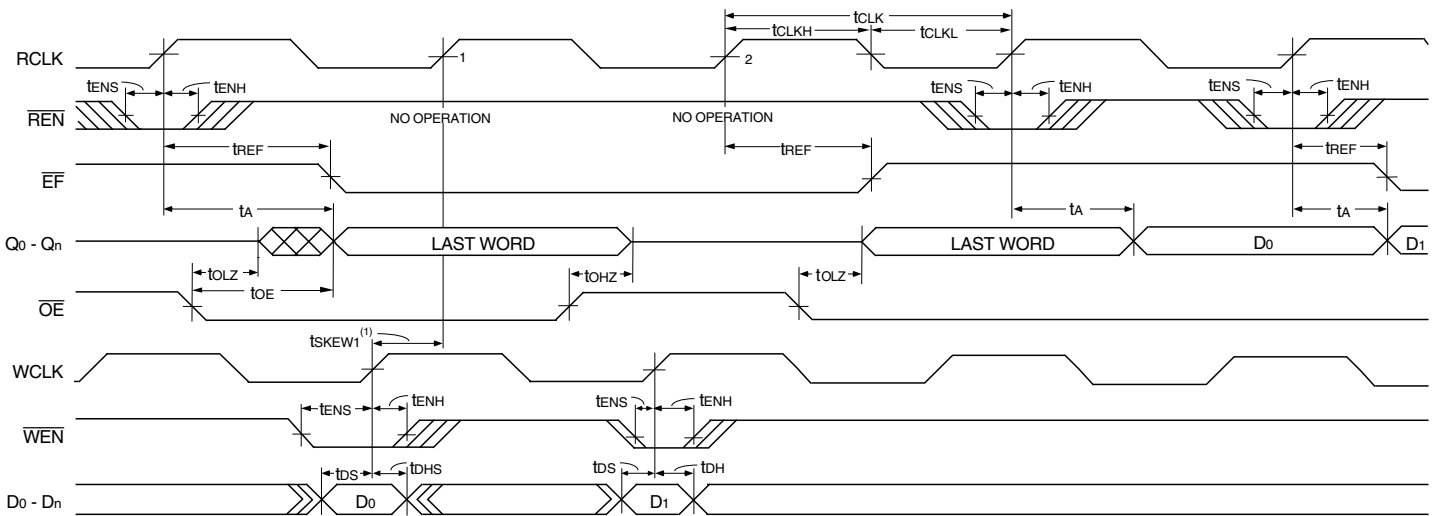 tCLK
tCLKH tCLKL
RCLK 1 2
tENS tENH tENS tENH tENS tENH
REN
NO OPERATION NO OPERATION
tREF tREF tREF
EF
tA tA tA
Q0 - Qn LAST WORD LAST WORD D0 D1
tOLZ tOHZ tOLZ
tOE
OE
tSKEW1(1)
WCLK
tENS tENH tENS tENH
WEN
tDS tDHS tDS tDH
D0 - Dn D0 D1